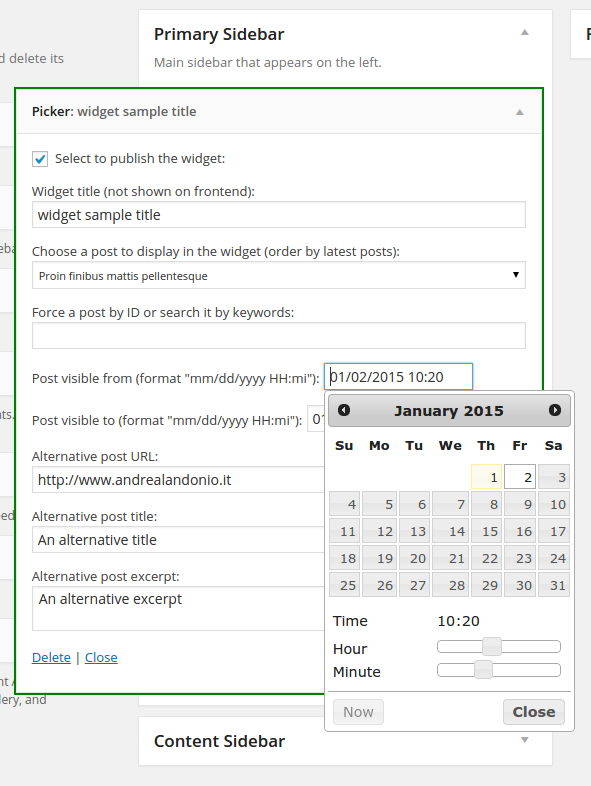 Primary Sidebar
Main sidebar that appears on the left.
d delete its
Picker: widget sample title
Select to publish the widget:
Widget title (not shown on frontend):
widget sample title
Choose a post to display in the widget (order by latest posts):
Proin finibus mattis pellentesque
Force a post by ID or search it by keywords:
Post visible from (format "mm/dd/yyyy HH:mi"): 01/02/2015 10:20
Post visible to (format "mm/dd/yyyy HH:mi"): 01
January 2015
Su Mo Tu We Th Fr Sa
1 2 3
4 5 6 7 8 9 10
11 12 13 14 15 16 17
18 19 20 21 22 23 24
25 26 27 28 29 30 31
Time 10:20
Hour
Minute
Now Close
Alternative post URL:
http://www.andrealandonio.it
Alternative post title:
An alternative title
Alternative post excerpt:
An alternative excerpt
Delete | Close
nts.
eed
lery, and
Content Sidebar